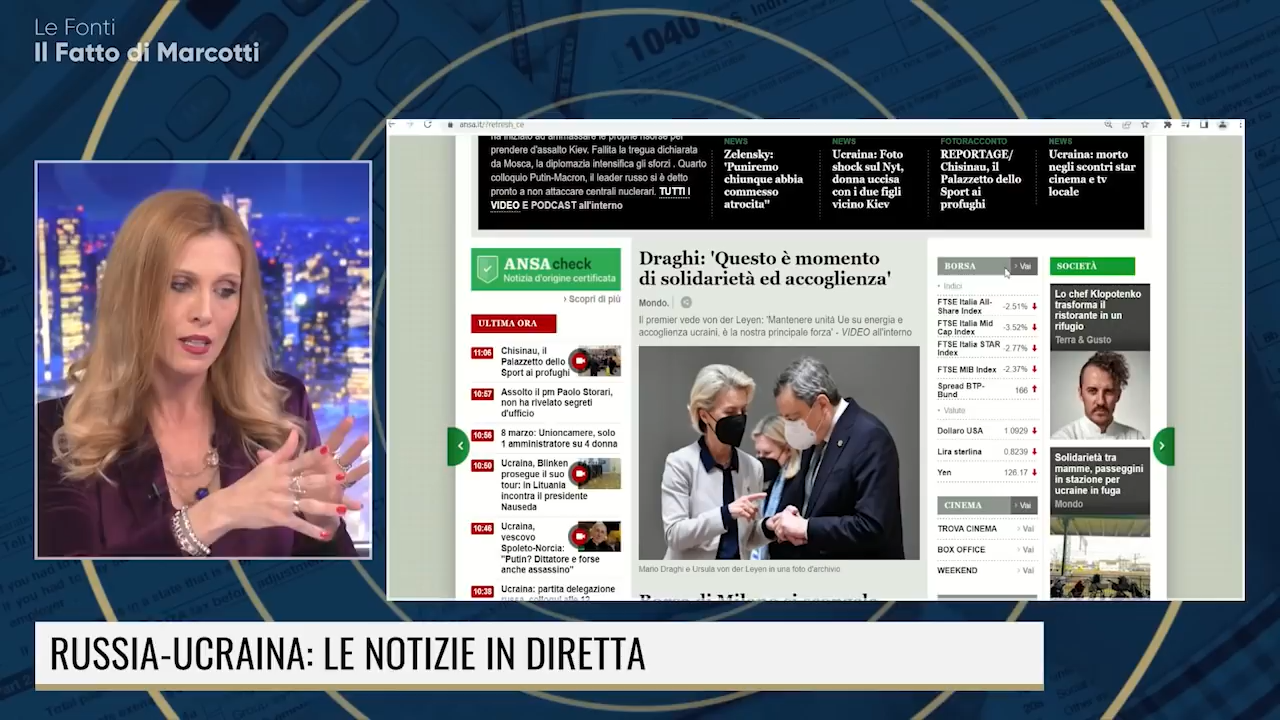 Le Fonti
Il Fatto di Marcotti
1040
ansa.it/?refresh_ce
ha iniziato ad ammassare le proprie risorse per
prendere d'assalto Kiev. Fallita la tregua dichiarata
da Mosca, la diplomazia intensifica gli sforzi . Quarto
colloquio Putin-Macron, il leader russo si è detto
pronto a non attaccare centrali nucleari. TUTTI I
VIDEO E PODCAST all'interno
NEWS
Zelensky:
'Puniremo
chiunque abbia
commesso
atrocita"
NEWS
Ucraina: Foto
shock sul Nyt,
donna uccisa
con i due figli
vicino Kiev
FOTORACCONTO
REPORTAGE/
Chisinau, il
Palazzetto dello
Sport ai
profughi
NEWS
Ucraina: morto
negli scontri star
cinema e tv
locale
ANSAcheck
Notizia d'origine certificata
› Scopri di più
ULTIMA ORA
11:06
Chisinau, il
Palazzetto dello
Sport ai profughi
10:57
Assolto il pm Paolo Storari,
non ha rivelato segreti
d'ufficio
10:56
8 marzo: Unioncamere, solo
1 amministratore su 4 donna
10:50
Ucraina, Blinken
prosegue il suo
tour: in Lituania
incontra il presidente
Nauseda
10:46
Ucraina,
vescovo
Spoleto-Norcia:
"Putin? Dittatore e forse
anche assassino"
10:38
Ucraina: partita delegazione
russa, colloqui alle 13
Draghi: 'Questo è momento
di solidarietà ed accoglienza'
Mondo.
Il premier vede von der Leyen: 'Mantenere unità Ue su energia e
accoglienza ucraini, è la nostra principale forza' - VIDEO all'interno
Mario Draghi e Ursula von der Leyen in una foto d'archivio
Borsa di Milano si scongela
BORSA
› Vai
• Indici
FTSE Italia All-
Share Index
-2.51%
FTSE Italia Mid
Cap Index
-3.52%
FTSE Italia STAR
Index
-2.77%
FTSE MIB Index
-2.37%
Spread BTP-
Bund
166
• Valute
Dollaro USA
1.0929
Lira sterlina
0.8239
Yen
126.17
CINEMA
› Vai
TROVA CINEMA
› Vai
BOX OFFICE
› Vai
WEEKEND
› Vai
SOCIETÀ
Lo chef Klopotenko
trasforma il
ristorante in un
rifugio
Terra & Gusto
Solidarietà tra
mamme, passeggini
in stazione per
ucraine in fuga
Mondo
RUSSIA-UCRAINA: LE NOTIZIE IN DIRETTA